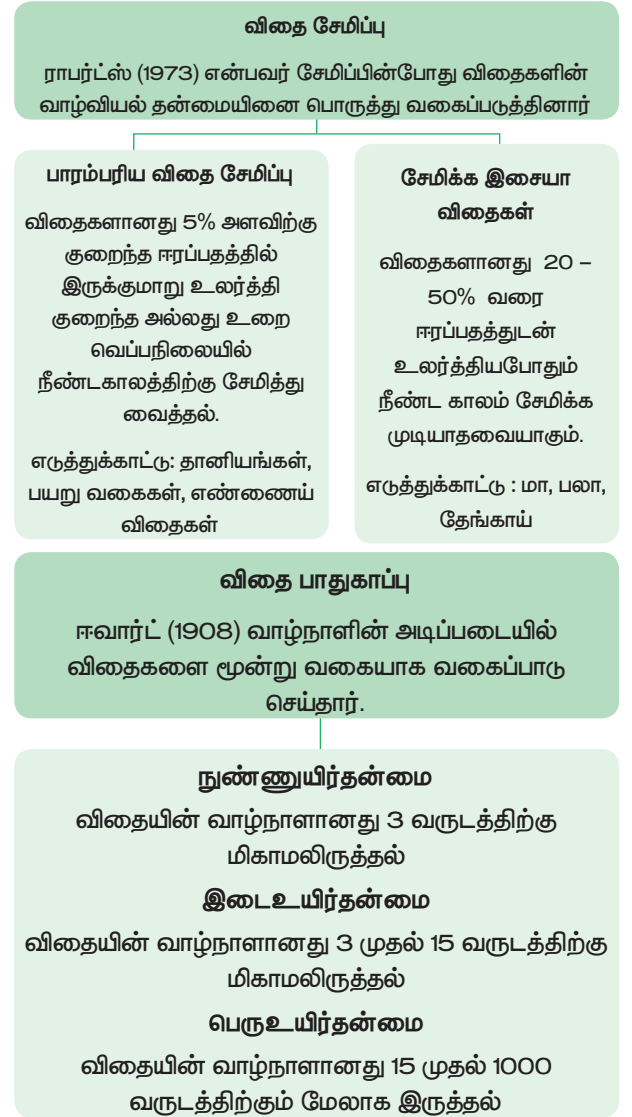 விதை சேமிப்பு
ராபர்ட்ஸ் (1973) என்பவர் சேமிப்பின்போது விதைகளின்
வாழ்வியல் தன்மையினை பொருத்து வகைப்படுத்தினார்
பாரம்பரிய விதை சேமிப்பு
விதைகளானது 5% அளவிற்கு
குறைந்த ஈரப்பதத்தில்
இருக்குமாறு உலர்த்தி
குறைந்த அல்லது உறை
வெப்பநிலையில்
நீண்டகாலத்திற்கு சேமித்து
வைத்தல்.
எடுத்துக்காட்டு: தானியங்கள்,
பயறு வகைகள், எண்ணைய்
விதைகள்
சேமிக்க இசையா
விதைகள்
விதைகளானது 20 –
50% வரை
ஈரப்பதத்துடன்
உலர்த்தியபோதும்
நீண்ட காலம் சேமிக்க
முடியாதவையாகும்.
எடுத்துக்காட்டு : மா, பலா,
தேங்காய்
விதை பாதுகாப்பு
ஈவார்ட் (1908) வாழ்நாளின் அடிப்படையில்
விதைகளை மூன்று வகையாக வகைப்பாடு
செய்தார்.
நுண்ணுயிர்தன்மை
விதையின் வாழ்நாளானது 3 வருடத்திற்கு
மிகாமலிருத்தல்
இடைஉயிர்தன்மை
விதையின் வாழ்நாளானது 3 முதல் 15 வருடத்திற்கு
மிகாமலிருத்தல்
பெருஉயிர்தன்மை
விதையின் வாழ்நாளானது 15 முதல் 1000
வருடத்திற்கும் மேலாக இருத்தல்